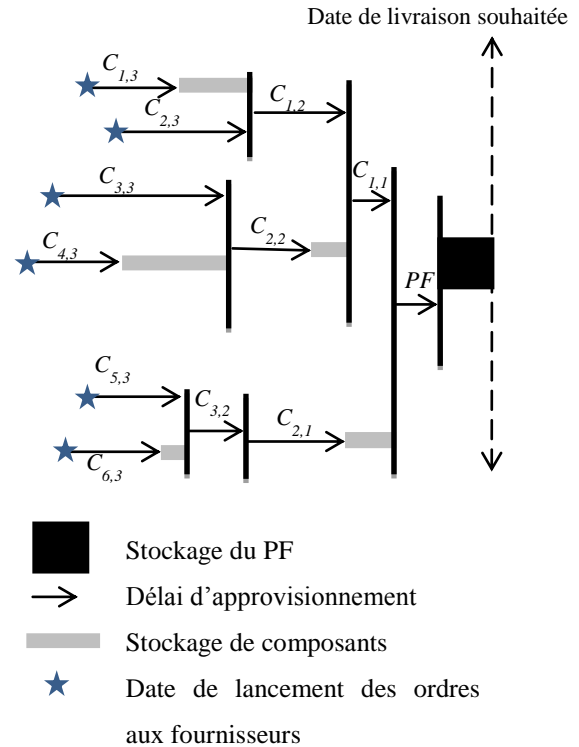 Date de livraison souhaitée
C1,3
C2,3
C1,2
C3,3
C1,1
C4,3
C2,2
PF
C5,3
C3,2
C2,1
C6,3
Stockage du PF
Délai d’approvisionnement
Stockage de composants
Date de lancement des ordres
aux fournisseurs